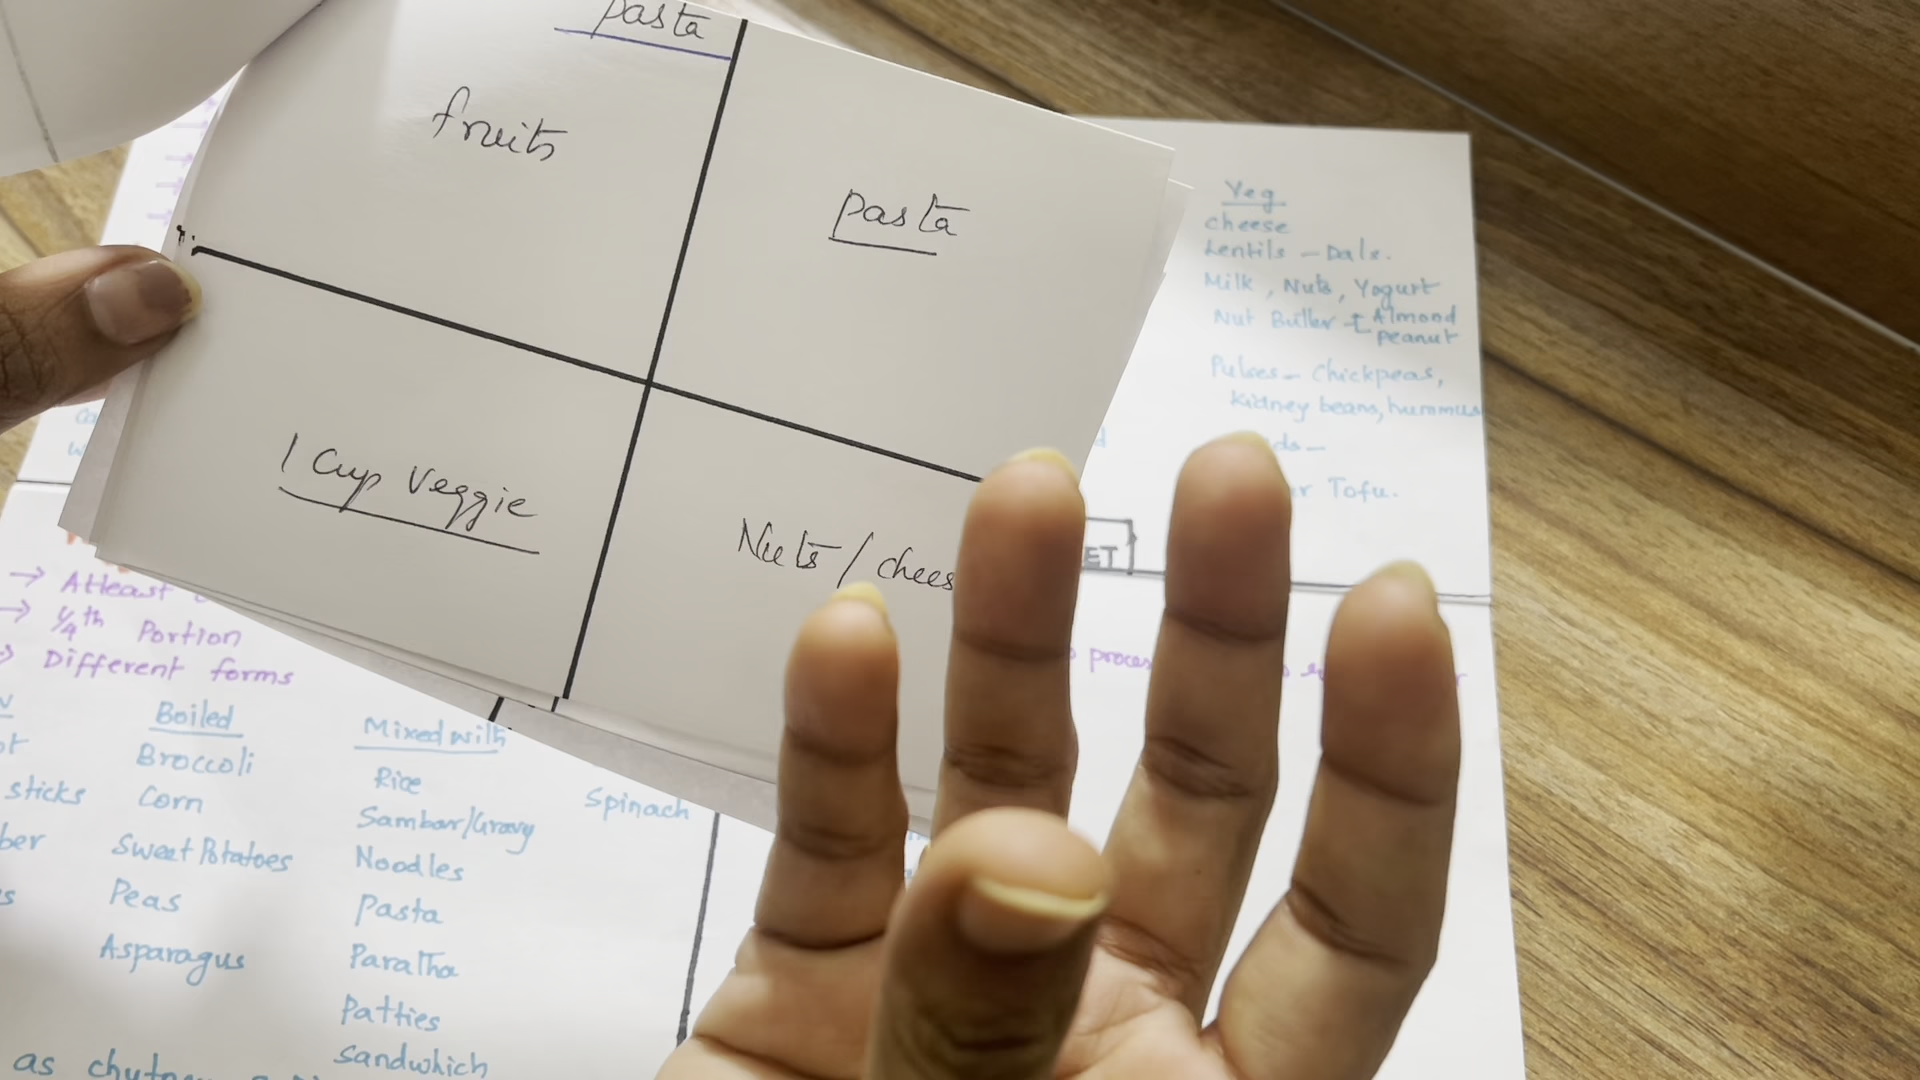 pasta
fruits
pasta
1 Cup Veggie
Nuts / chees
Veg
cheese
Lentils – Dals.
Milk, Nuts, Yogurt
Nut Butter – [ Almond
peanut
Pulses – Chickpeas,
Kidney beans, hummus
Tofu.
ET
→ Atleast
→ 1/4th Portion
Different forms
Boiled
Broccoli
Corn
Sweet Potatoes
Peas
Asparagus
Mixed with
Rice
Sambar/Gravy
Noodles
Pasta
Paratha
Patties
Sandwhich
Spinach
sticks
as